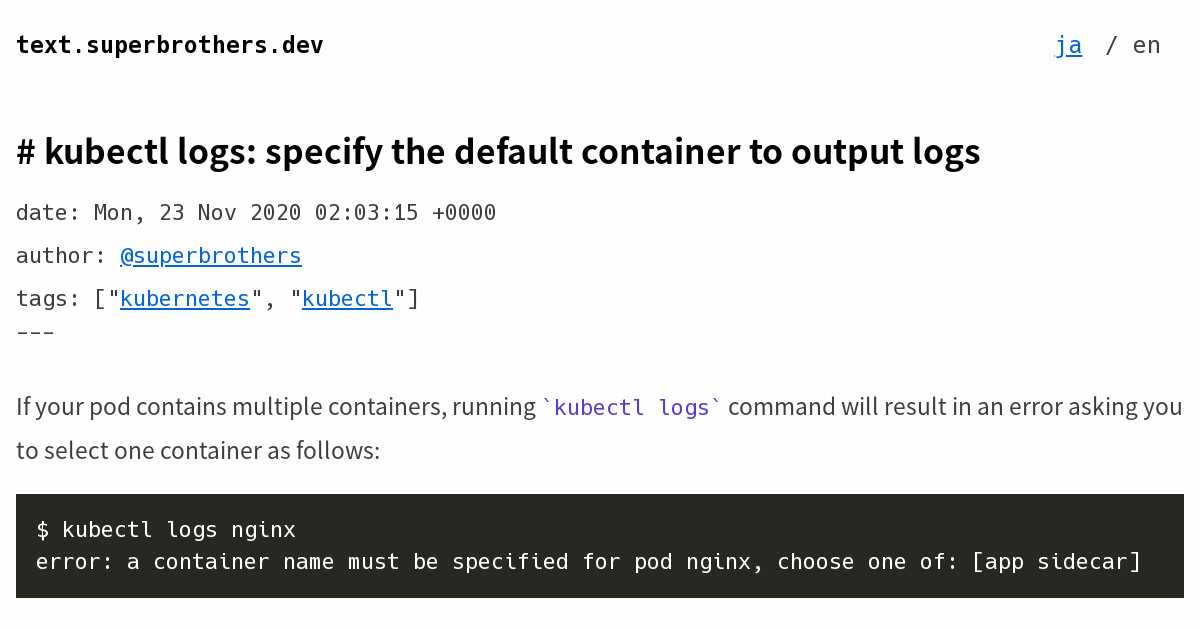 text.superbrothers.dev
ja / en
# kubectl logs: specify the default container to output logs
date: Mon, 23 Nov 2020 02:03:15 +0000
author: @superbrothers
tags: ["kubernetes", "kubectl"]
---
If your pod contains multiple containers, running `kubectl logs` command will result in an error asking you
to select one container as follows:
$ kubectl logs nginx
error: a container name must be specified for pod nginx, choose one of: [app sidecar]